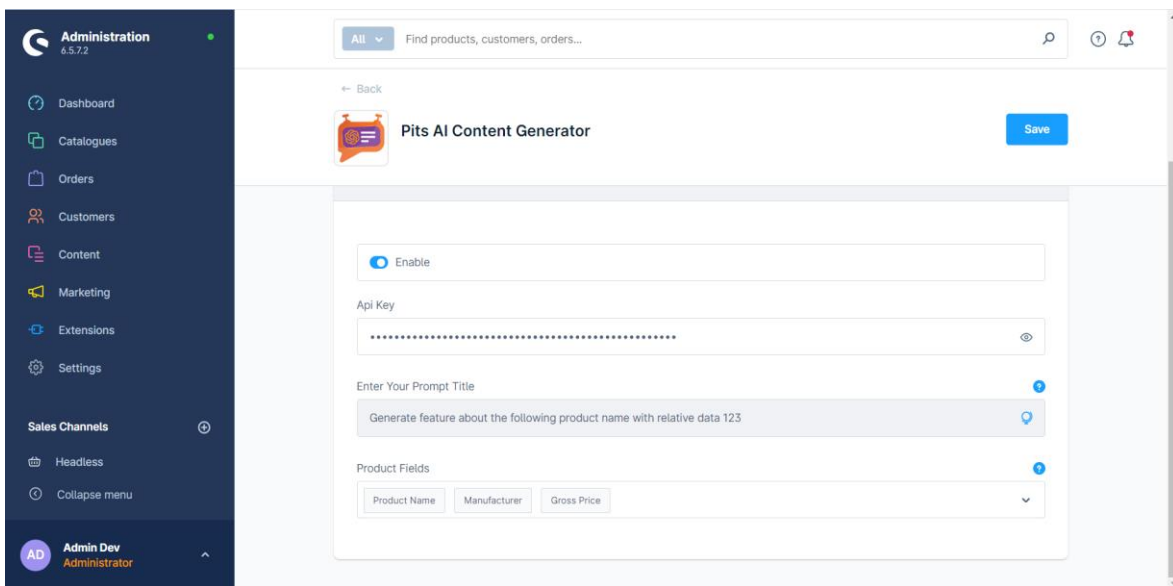 Administration
6.5.7.2
Dashboard
Catalogues
Orders
Customers
Content
Marketing
Extensions
Settings
Sales Channels
Headless
Collapse menu
AD
Admin Dev
Administrator
All
Find products, customers, orders...
← Back
Pits AI Content Generator
Save
Enable
Api Key
••••••••••••••••••••••••••••••••••••••••••••••••••••
Enter Your Prompt Title
Generate feature about the following product name with relative data 123
Product Fields
Product Name Manufacturer Gross Price